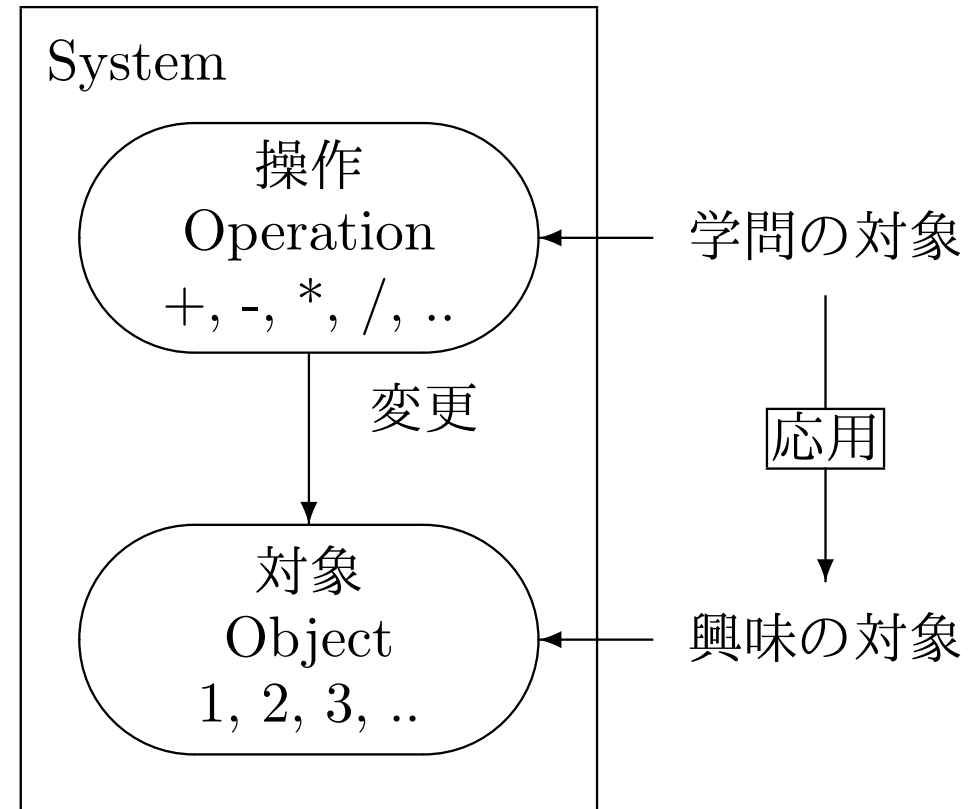 System
操作
Operation
+, -, *, /, ..
学問の対象
変更
応用
対象
Object
1, 2, 3, ..
興味の対象